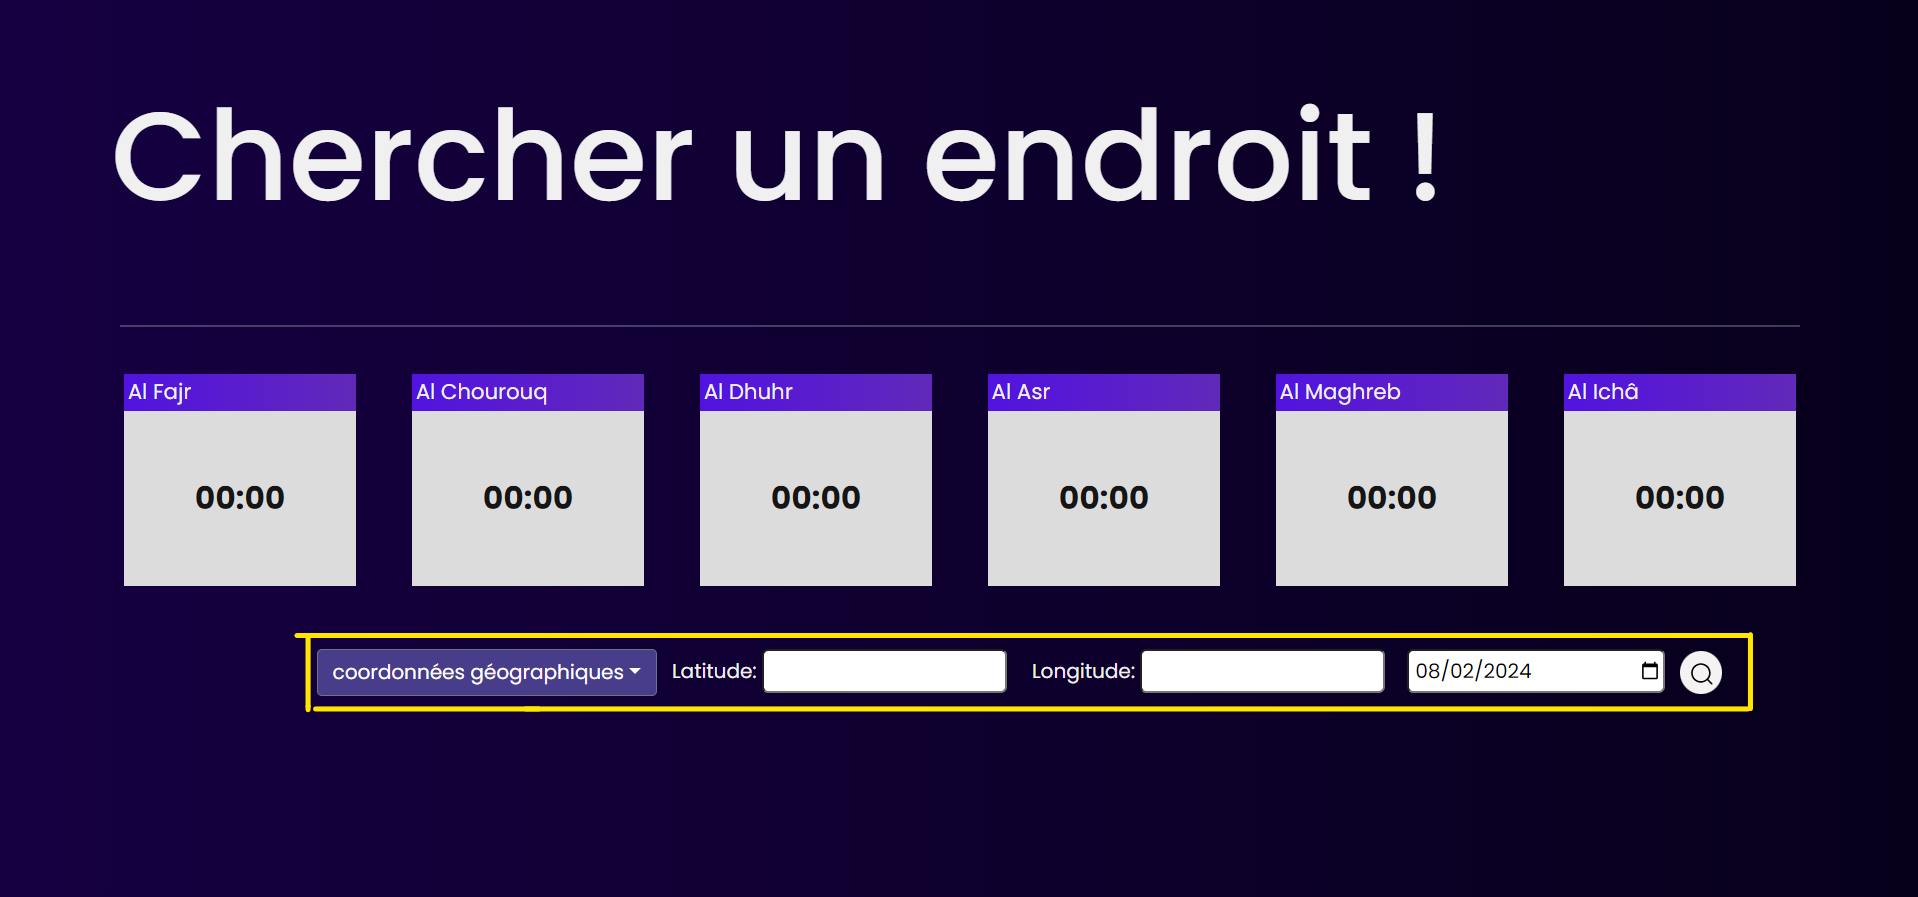 Chercher un endroit !
Al Fajr Al Chourouq Al Dhuhr Al Asr Al Maghreb Al Ichâ
00:00 00:00 00:00 00:00 00:00 00:00
coordonnées géographiques Latitude: Longitude: 08/02/2024